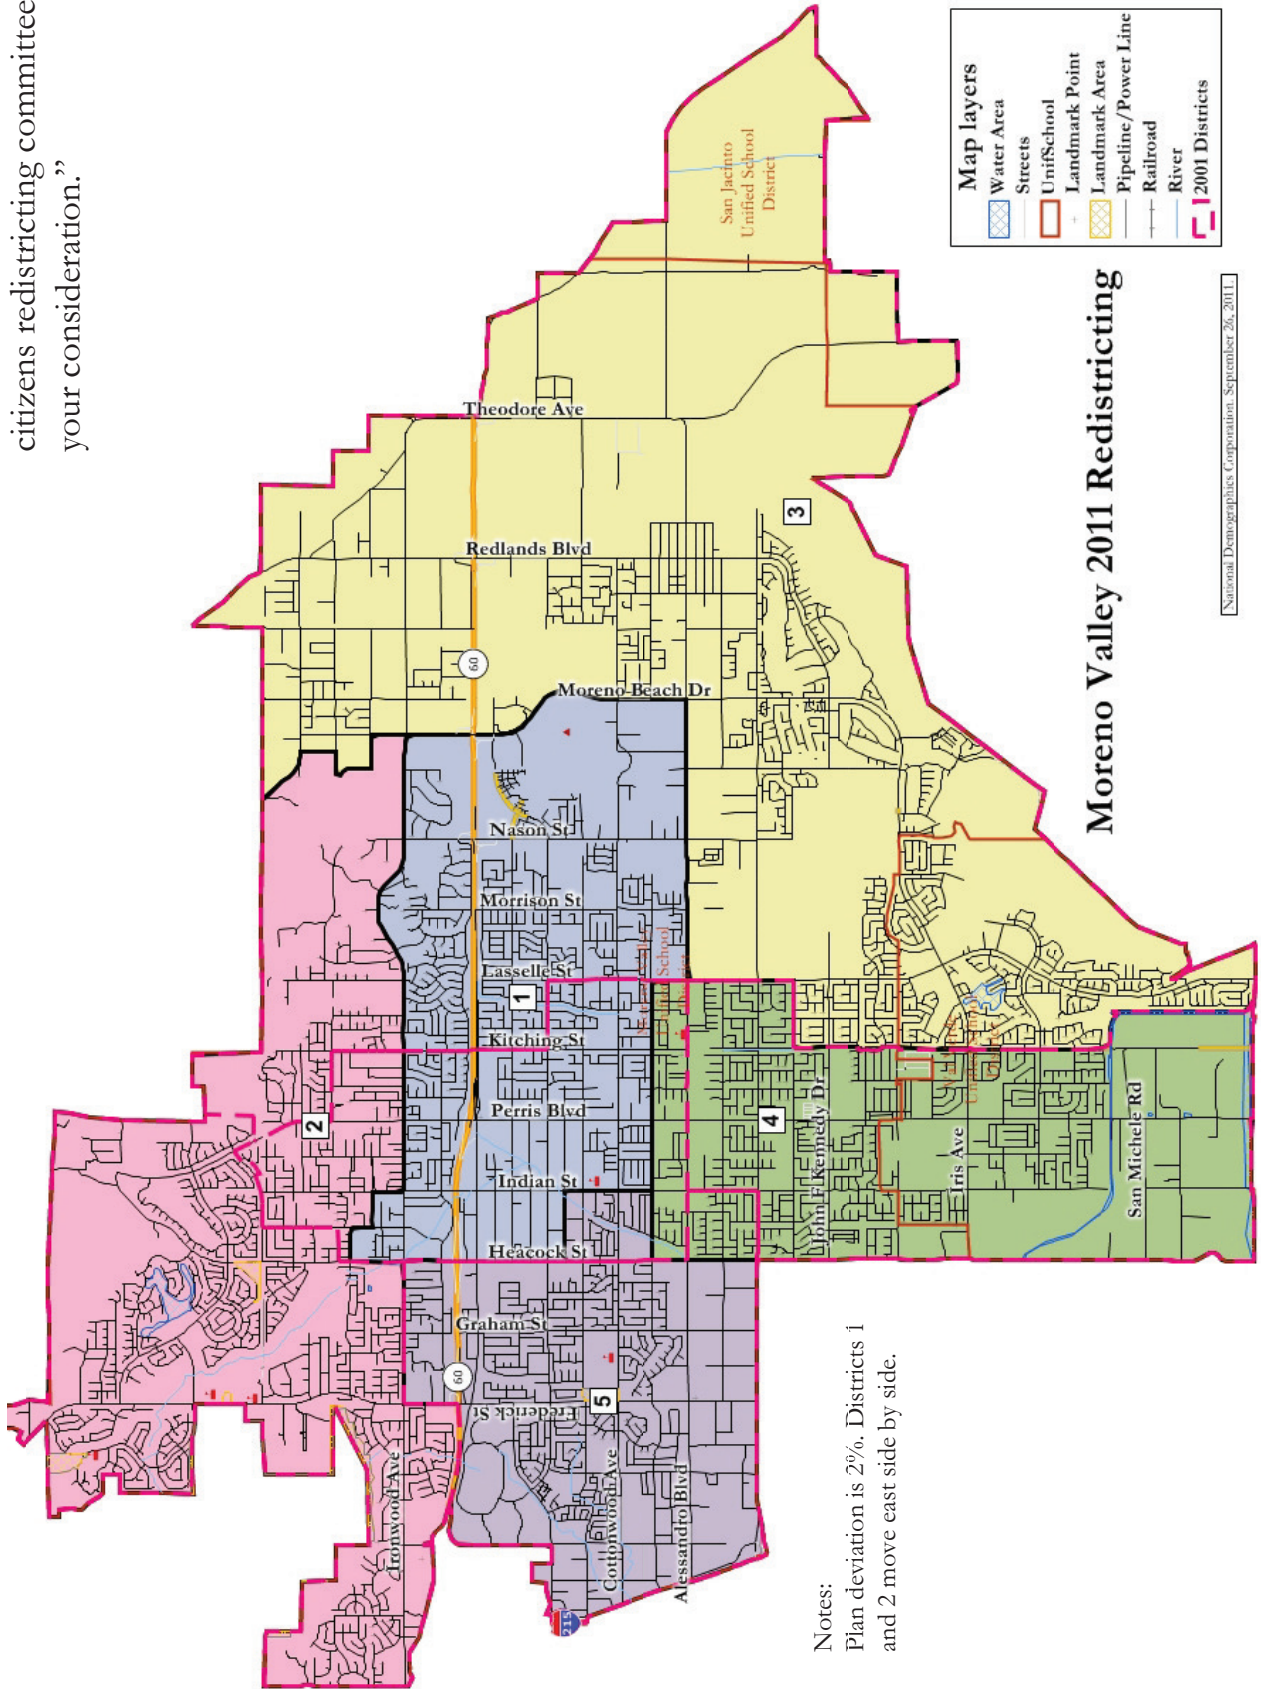 citizens redistricting committee
your consideration.”
San Jacinto
Unified School
District
Map layers
Water Area
Streets
UnifSchool
Landmark Point
Landmark Area
Pipeline/Power Line
Railroad
River
2001 Districts
Theodore Ave
Redlands Blvd
3
60
Moreno Beach Dr
Nason St
Morrison St
Lasselle St
Unified School
District
1
Kitching St
2
Perris Blvd
4
John F Kennedy Dr
Unified School
Indian St
Iris Ave
San Michele Rd
Heacock St
Graham St
60
Frederick St
5
Ironwood Ave
Cottonwood Ave
Alessandro Blvd
215
Moreno Valley 2011 Redistricting
National Demographics Corporation. September 26, 2011.
Notes:
Plan deviation is 2%. Districts 1
and 2 move east side by side.